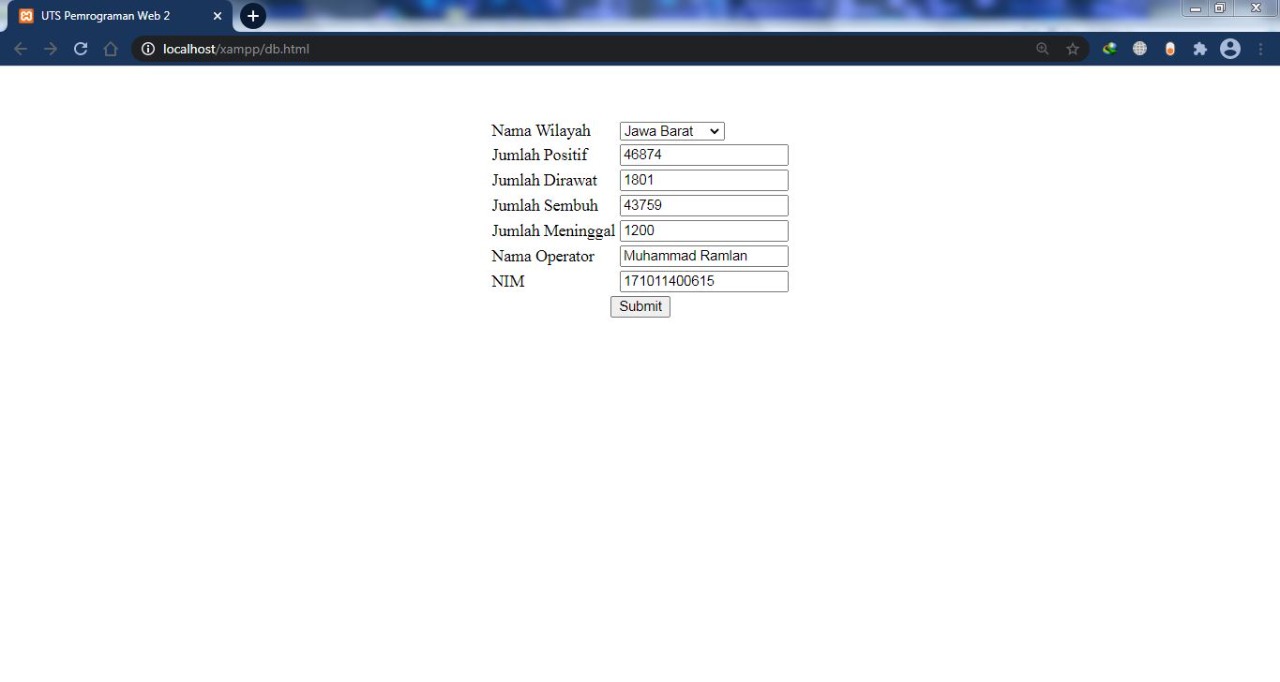 UTS Pemrograman Web 2
localhost/xampp/db.html
Nama Wilayah Jawa Barat
Jumlah Positif 46874
Jumlah Dirawat 1801
Jumlah Sembuh 43759
Jumlah Meninggal 1200
Nama Operator Muhammad Ramlan
NIM 171011400615
Submit